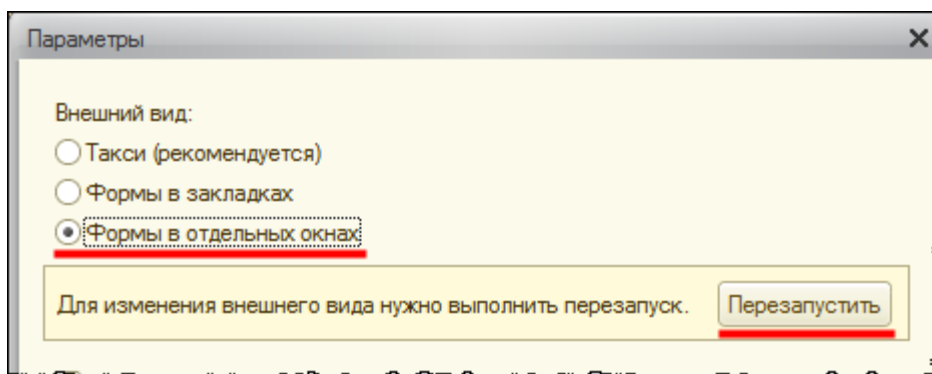 Параметры
Внешний вид:
Такси (рекомендуется)
Формы в закладках
Формы в отдельных окнах
Для изменения внешнего вида нужно выполнить перезапуск. Перезапустить